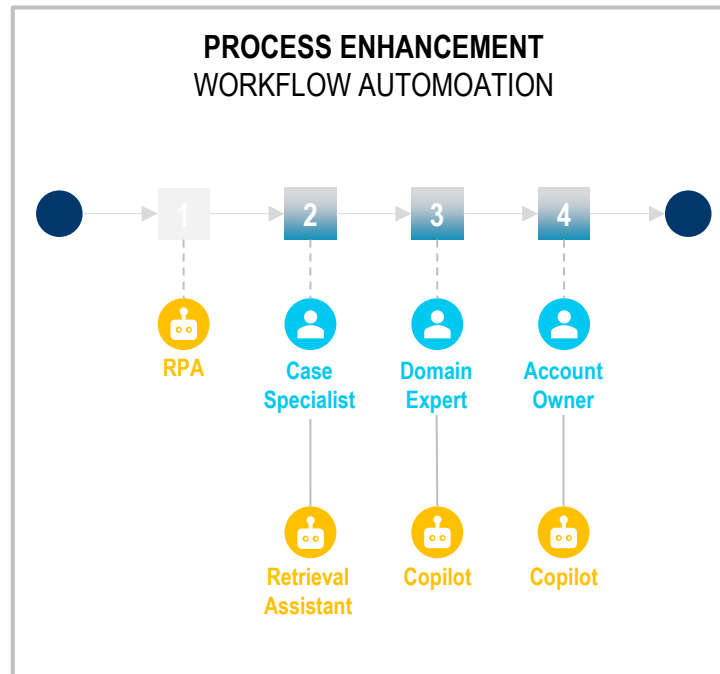 PROCESS ENHANCEMENT
WORKFLOW AUTOMOATION
1
2
3
4
RPA
Case
Specialist
Domain
Expert
Account
Owner
Retrieval
Assistant
Copilot
Copilot